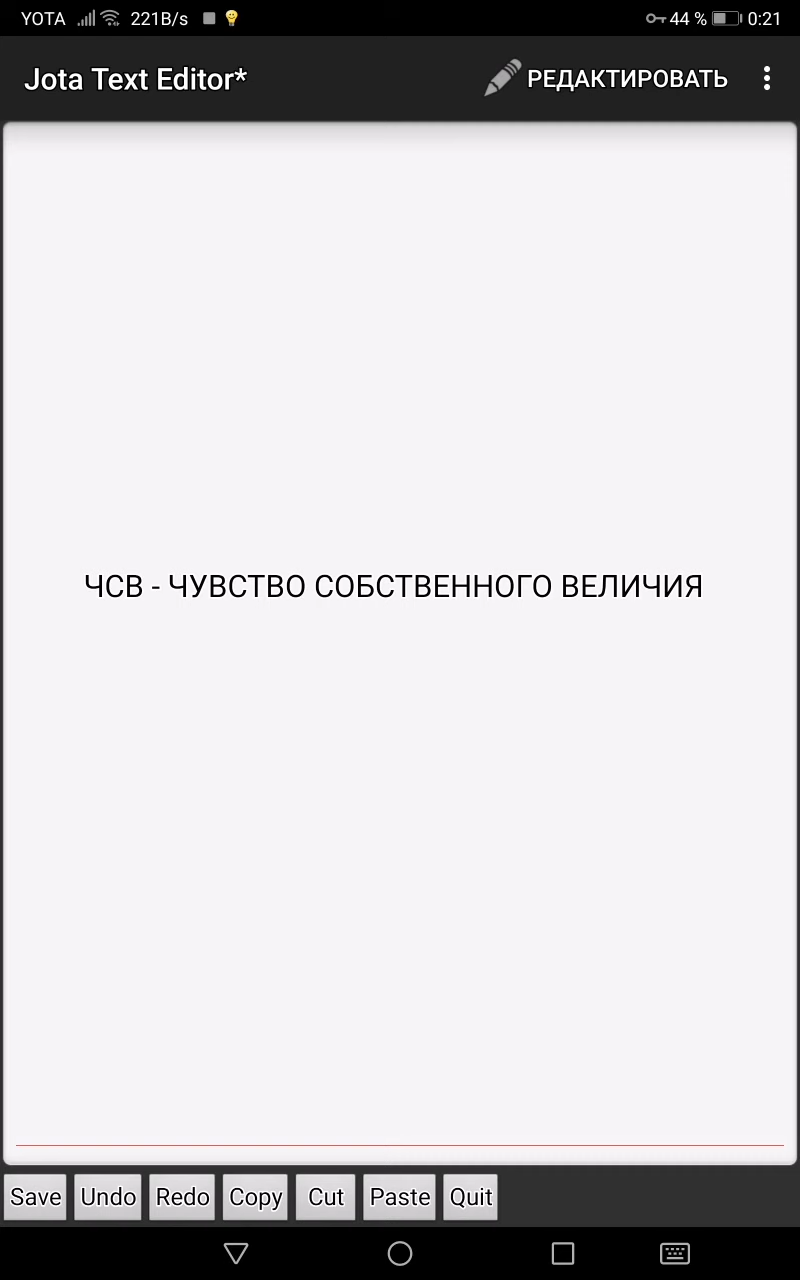 YOTA 221B/s 44 % 0:21
Jota Text Editor* РЕДАКТИРОВАТЬ
ЧСВ - ЧУВСТВО СОБСТВЕННОГО ВЕЛИЧИЯ
Save Undo Redo Copy Cut Paste Quit